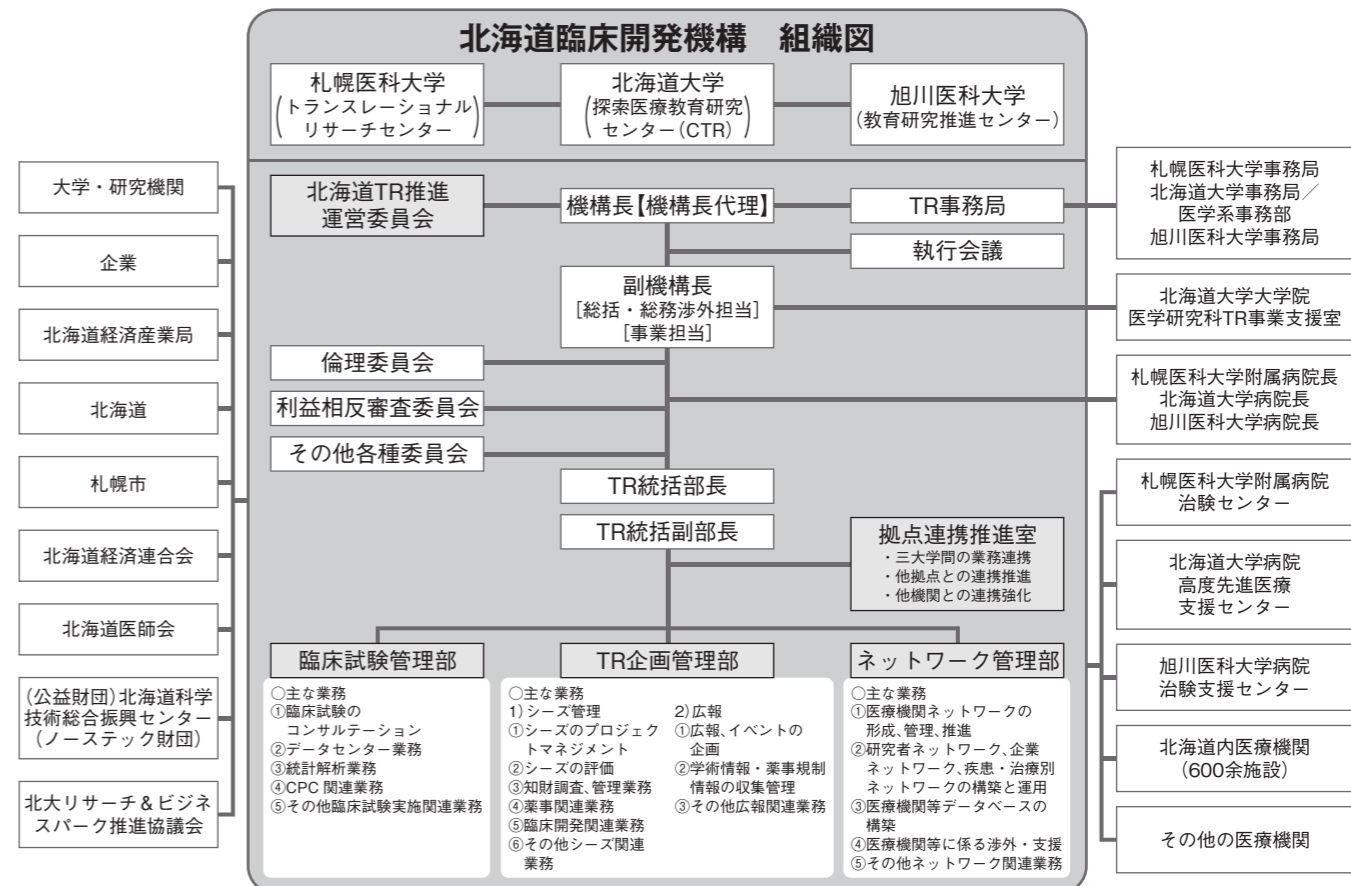 北海道臨床開発機構　組織図
札幌医科大学
(トランスレーショナル
リサーチセンター)
北海道大学
(探索医療教育研究
センター(CTR))
旭川医科大学
(教育研究推進センター)
大学・研究機関
企業
北海道経済産業局
北海道
札幌市
北海道経済連合会
北海道医師会
(公益財団)北海道科学
技術総合振興センター
(ノーステック財団)
北大リサーチ&ビジネ
スパーク推進協議会
北海道TR推進
運営委員会
機構長【機構長代理】
TR事務局
執行会議
副機構長
[総括・総務渉外担当]
[事業担当]
倫理委員会
利益相反審査委員会
その他各種委員会
TR統括部長
TR統括副部長
拠点連携推進室
・三大学間の業務連携
・他拠点との連携推進
・他機関との連携強化
臨床試験管理部
○主な業務
①臨床試験の
コンサルテーション
②データセンター業務
③統計解析業務
④CPC 関連業務
⑤その他臨床試験実施関連業務
TR企画管理部
○主な業務
1)シーズ管理
①シーズのプロジェク
トマネジメント
②シーズの評価
③知財調査、管理業務
④薬事関連業務
⑤臨床開発関連業務
⑥その他シーズ関連
業務
2)広報
①広報、イベントの
企画
②学術情報・薬事規制
情報の収集管理
③その他広報関連業務
ネットワーク管理部
○主な業務
①医療機関ネットワークの
形成、管理、推進
②研究者ネットワーク、企業
ネットワーク、疾患・治療別
ネットワークの構築と運用
③医療機関等データベースの
構築
④医療機関等に係る渉外・支援
⑤その他ネットワーク関連業務
札幌医科大学事務局
北海道大学事務局／
医学系事務部
旭川医科大学事務局
北海道大学大学院
医学研究科TR事業支援室
札幌医科大学附属病院長
北海道大学病院長
旭川医科大学病院長
札幌医科大学附属病院
治験センター
北海道大学病院
高度先進医療
支援センター
旭川医科大学病院
治験支援センター
北海道内医療機関
(600余施設)
その他の医療機関